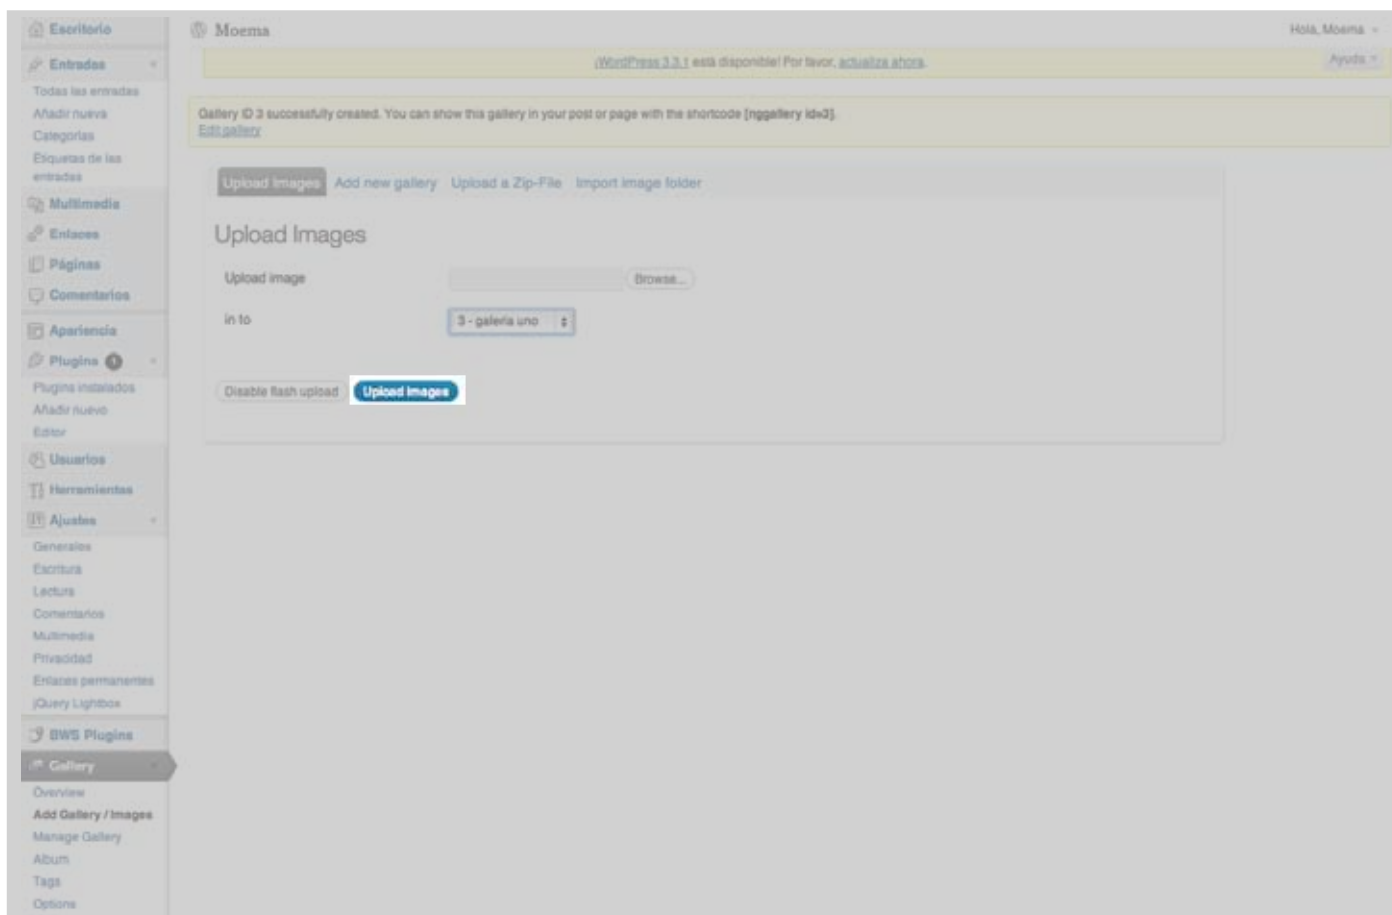 Escritorio
Entradas
Todas las entradas
Añadir nueva
Categorías
Etiquetas de las
entradas
Multimedia
Enlaces
Páginas
Comentarios
Apariencia
Plugins 1
Plugins instalados
Añadir nuevo
Editor
Usuarios
Herramientas
Ajustes
Generales
Escritura
Lectura
Comentarios
Multimedia
Privacidad
Enlaces permanentes
jQuery Lightbox
BWS Plugins
Gallery
Overview
Add Gallery / Images
Manage Gallery
Album
Tags
Options
Moema
Hola, Moema
¡WordPress 3.3.1 está disponible! Por favor, actualiza ahora.
Ayuda
Gallery ID 3 successfully created. You can show this gallery in your post or page with the shortcode [nggallery id=3].
Edit gallery
Upload Images Add new gallery Upload a Zip-File Import image folder
Upload Images
Upload image Browse...
in to 3 - galeria uno
Disable flash upload Upload images